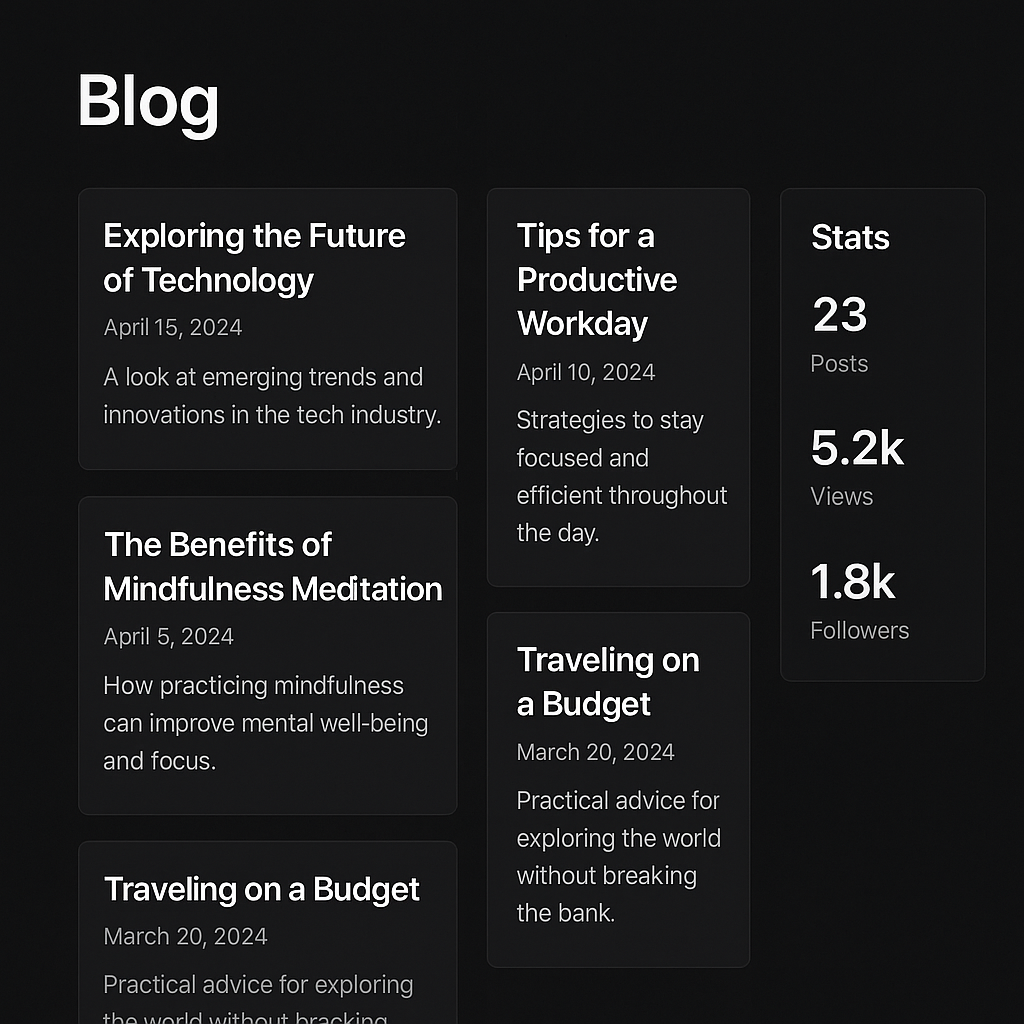 Blog
Exploring the Future
of Technology
April 15, 2024
A look at emerging trends and
innovations in the tech industry.
The Benefits of
Mindfulness Meditation
April 5, 2024
How practicing mindfulness
can improve mental well-being
and focus.
Traveling on a Budget
March 20, 2024
Practical advice for exploring
the world without bracking
Tips for a
Productive
Workday
April 10, 2024
Strategies to stay
focused and
efficient throughout
the day.
Traveling on
a Budget
March 20, 2024
Practical advice for
exploring the world
without breaking
the bank.
Stats
23
Posts
5.2k
Views
1.8k
Followers